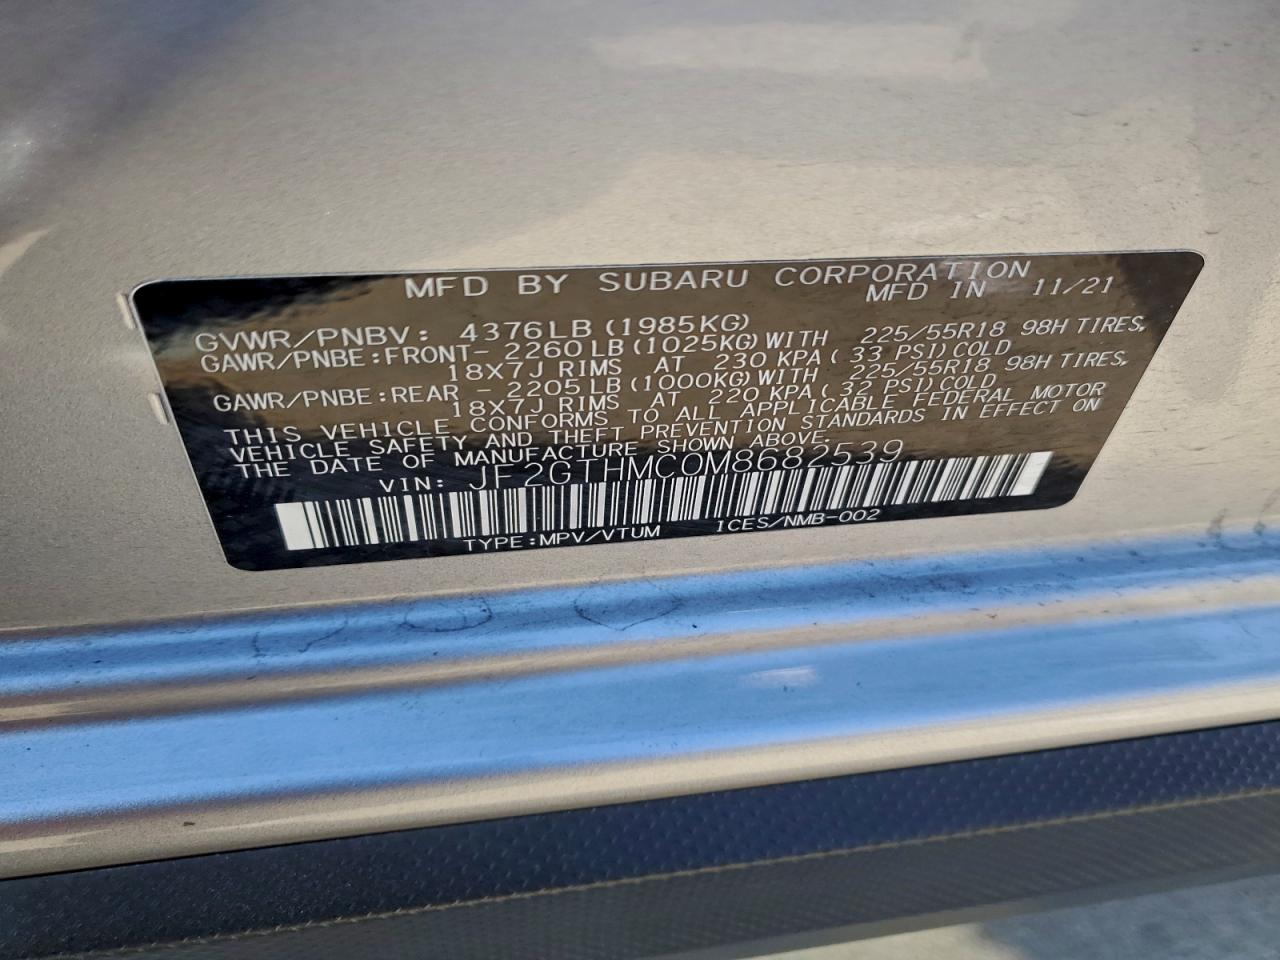 MFD BY SUBARU CORPORATION
MFD IN 11/21
GVWR/PNBV: 4376LB (1985KG)
GAWR/PNBE:FRONT- 2260LB (1025KG)WITH 225/55R18 98H TIRES,
18X7J RIMS AT 230 KPA( 33 PSI)COLD
GAWR/PNBE:REAR - 2205LB (1000KG)WITH 225/55R18 98H TIRES,
18X7J RIMS AT 220 KPA( 32 PSI)COLD
THIS VEHICLE CONFORMS TO ALL APPLICABLE FEDERAL MOTOR
VEHICLE SAFETY AND THEFT PREVENTION STANDARDS IN EFFECT ON
THE DATE OF MANUFACTURE SHOWN ABOVE.
VIN: JF2GTHMC0M8682539
TYPE:MPV/VTUM ICES/NMB-002